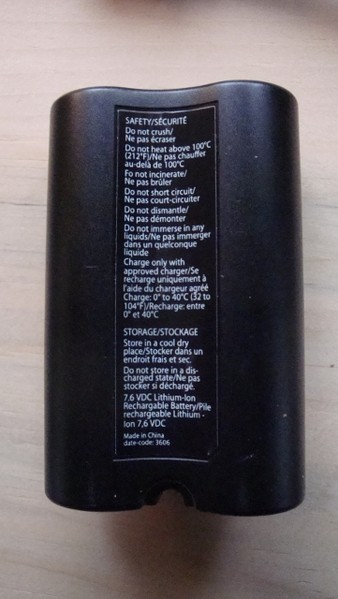 SAFETY/SÉCURITÉ
Do not crush/
Ne pas écraser
Do not heat above 100°C
(212°F)/Ne pas chauffer
au-delà de 100°C
Fo not incinerate/
Ne pas brûler
Do not short circuit/
Ne pas court-circuiter
Do not dismantle/
Ne pas démonter
Do not immerse in any
liquids/Ne pas immerger
dans un quelconque
liquide
Charge only with
approved charger/Se
recharge uniquement à
l'aide du chargeur agréé
Charge: 0° to 40°C (32 to
104°F)/Recharge: entre
0° et 40°C
STORAGE/STOCKAGE
Store in a cool dry
place/Stocker dans un
endroit frais et sec.
Do not store in a dis-
charged state/Ne pas
stocker si déchargé.
7,6 VDC Lithium-Ion
Rechargable Battery/Pile
rechargeable Lithium -
Ion 7,6 VDC
Made in China
date-code: 3606